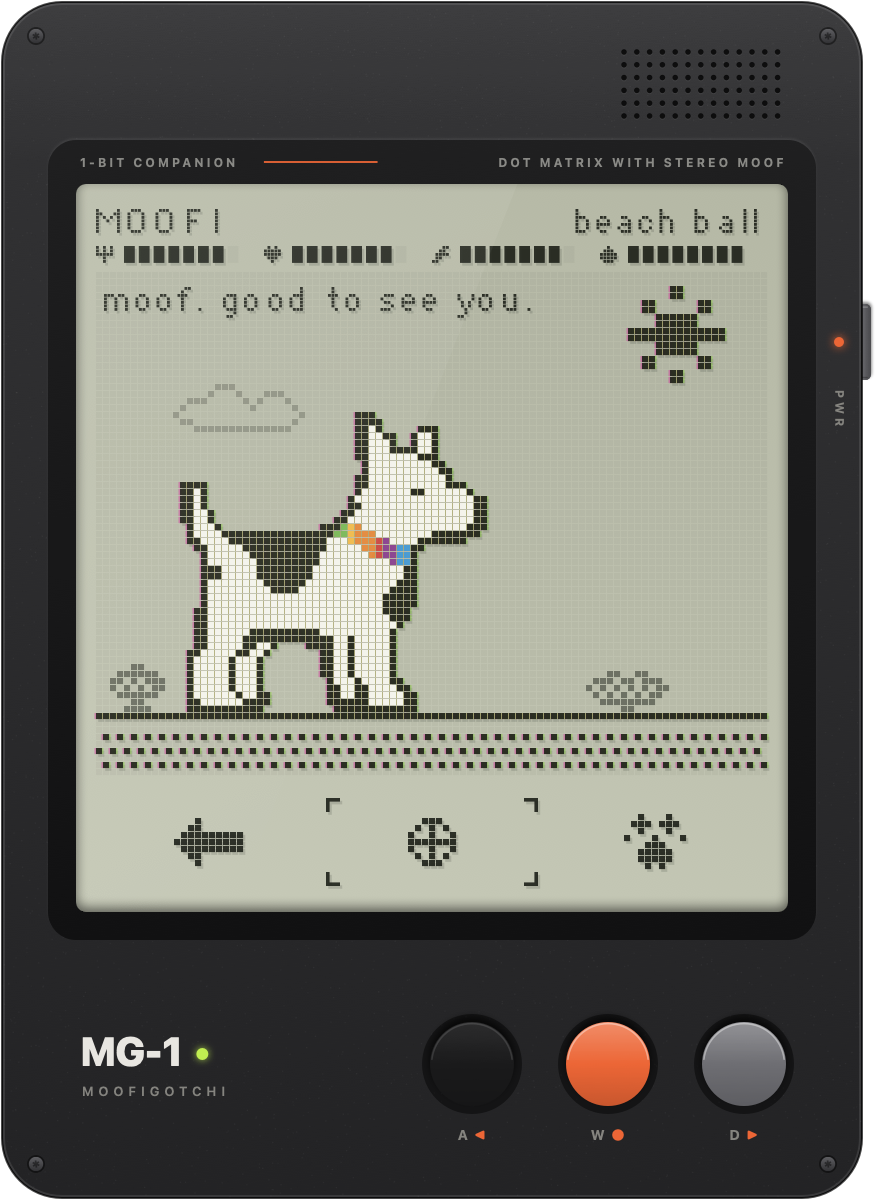 1-BIT COMPANION
DOT MATRIX WITH STEREO MOOF
MOOFI
beach ball
moof. good to see you.
PWR
MG-1
MOOFIGOTCHI
A
W
D